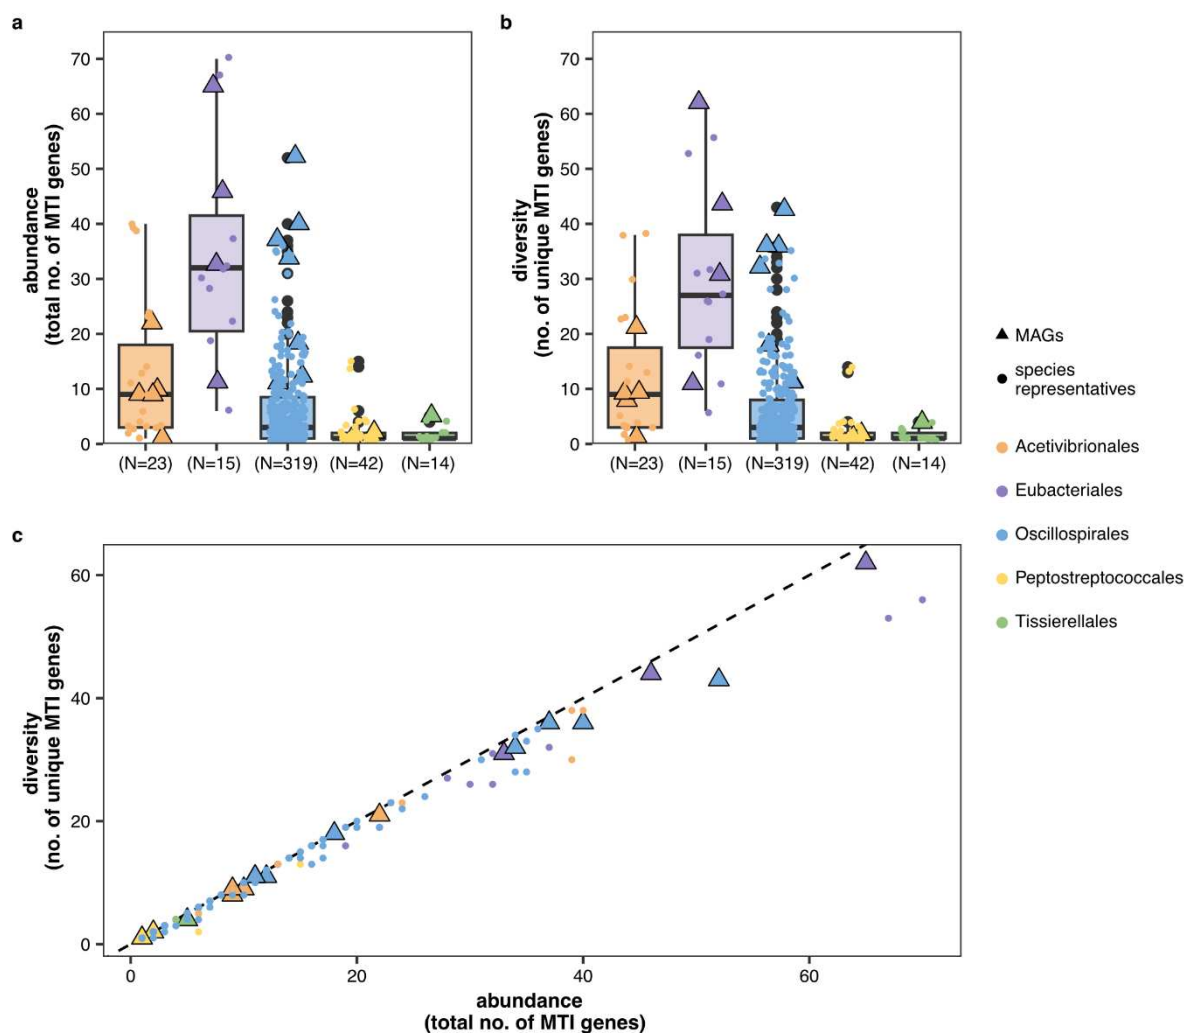 a
abundance
(total no. of MTI genes)
70
60
50
40
30
20
10
0
(N=23) (N=15) (N=319) (N=42) (N=14)
b
diversity
(no. of unique MTI genes)
70
60
50
40
30
20
10
0
(N=23) (N=15) (N=319) (N=42) (N=14)
MAGs
species
representatives
Acetivibrionales
Eubacteriales
Oscillospirales
Peptostreptococcales
Tissierellales
c
diversity
(no. of unique MTI genes)
60
40
20
0
0 20 40 60
abundance
(total no. of MTI genes)